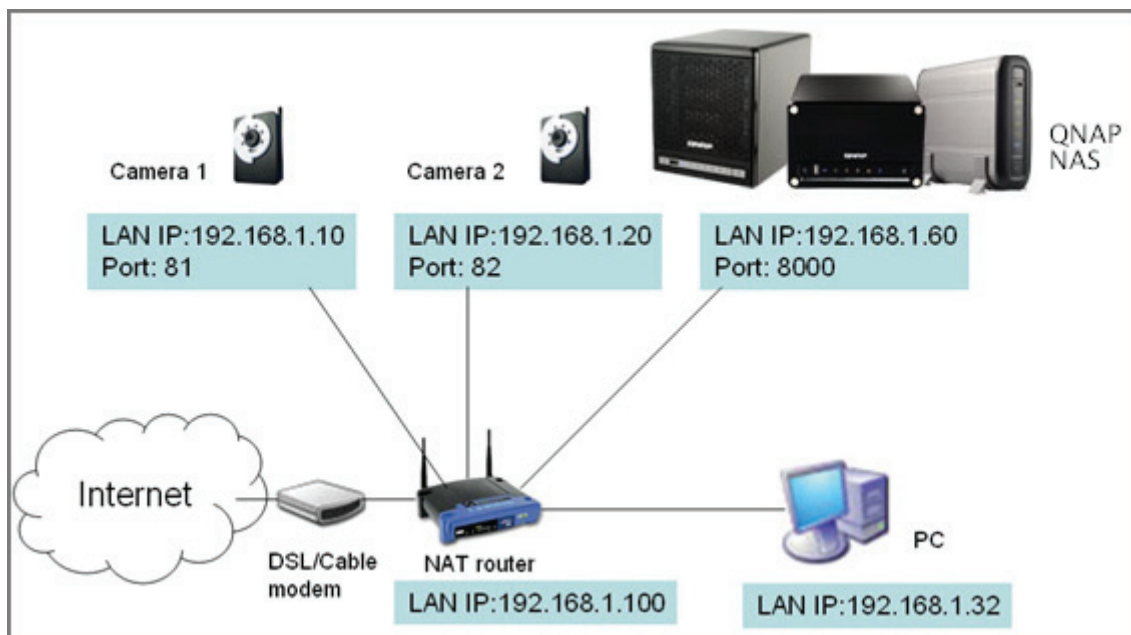 QNAP
NAS
QNAP
Camera 1
Camera 2
LAN IP:192.168.1.10
Port: 81
LAN IP:192.168.1.20
Port: 82
LAN IP:192.168.1.60
Port: 8000
Internet
DSL/Cable
modem
NAT router
LAN IP:192.168.1.100
PC
LAN IP:192.168.1.32